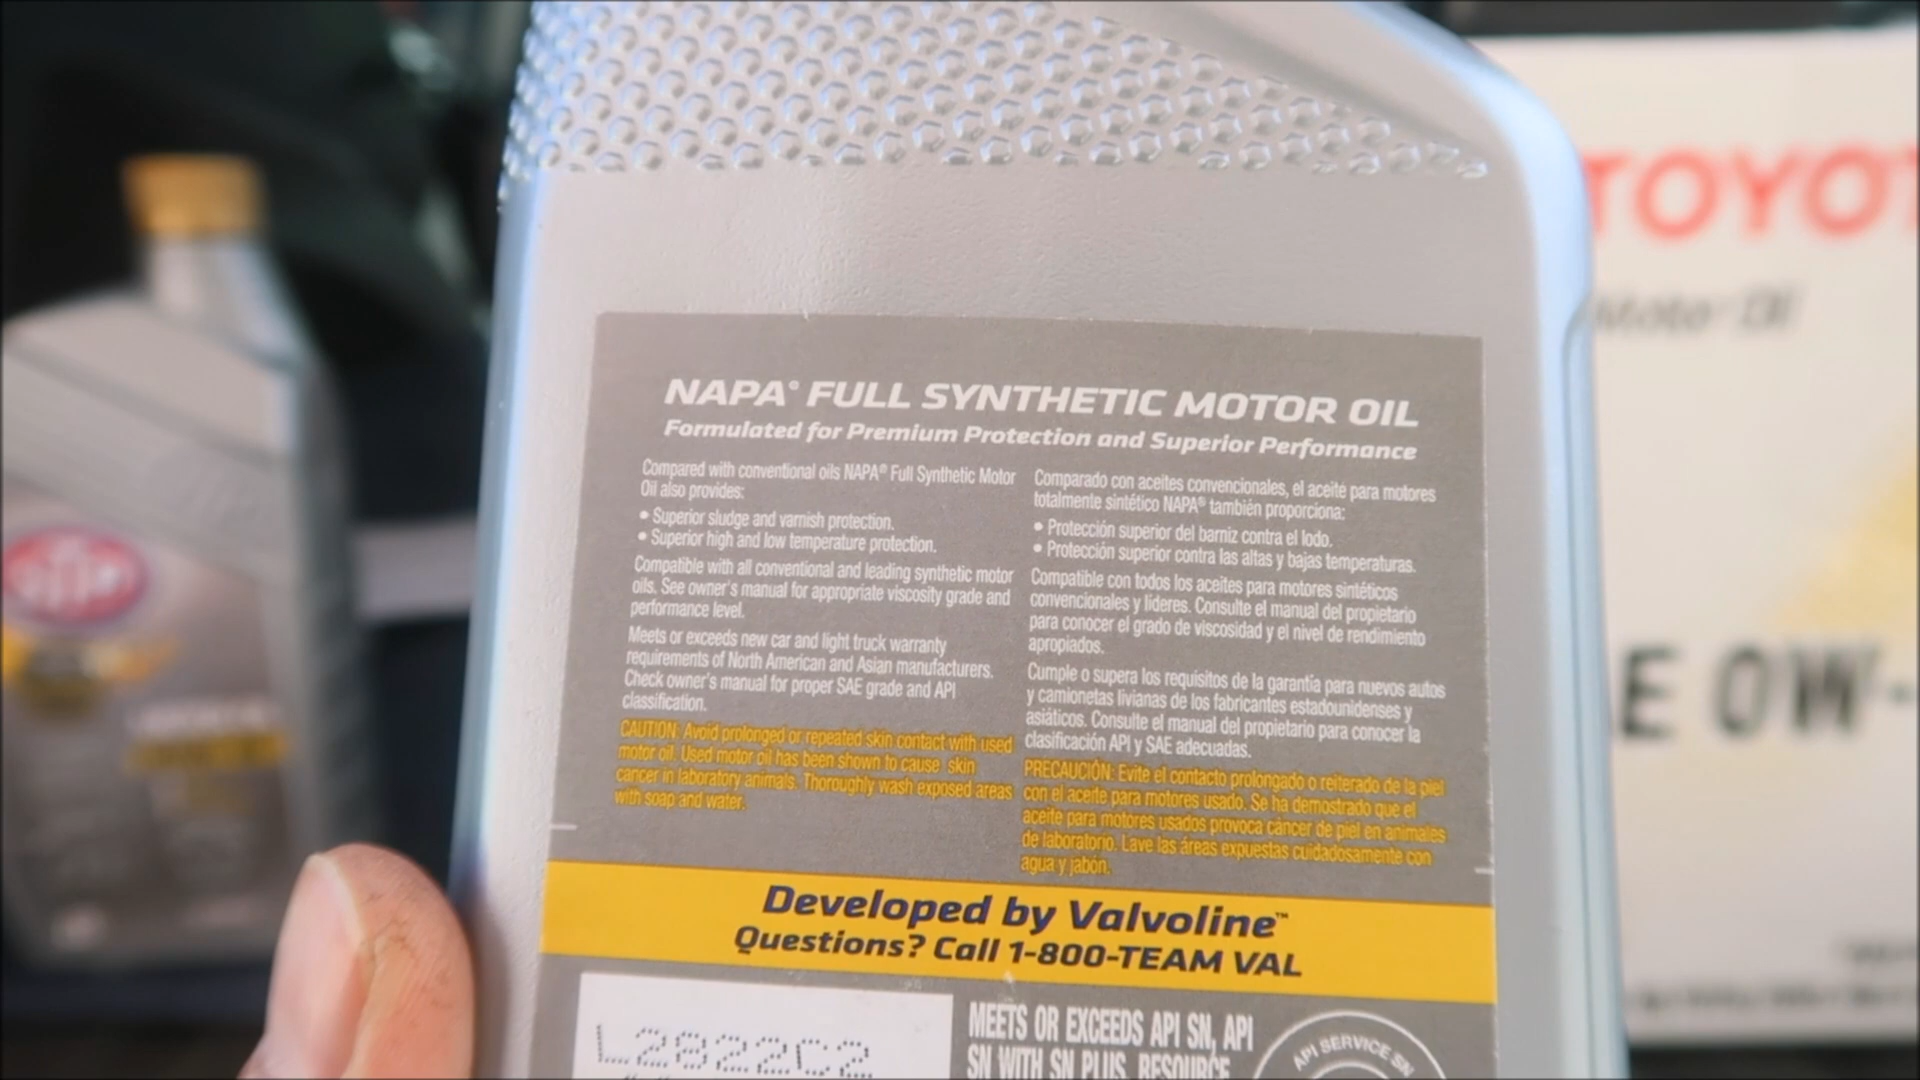 NAPA® FULL SYNTHETIC MOTOR OIL
Formulated for Premium Protection and Superior Performance
Compared with conventional oils NAPA® Full Synthetic Motor
Oil also provides:
• Superior sludge and varnish protection.
• Superior high and low temperature protection.
Compatible with all conventional and leading synthetic motor
oils. See owner's manual for appropriate viscosity grade and
performance level.
Meets or exceeds new car and light truck warranty
requirements of North American and Asian manufacturers.
Check owner's manual for proper SAE grade and API
classification.
CAUTION: Avoid prolonged or repeated skin contact with used
motor oil. Used motor oil has been shown to cause skin
cancer in laboratory animals. Thoroughly wash exposed areas
with soap and water.
Comparado con aceites convencionales, el aceite para motores
totalmente sintético NAPA® también proporciona:
• Protección superior del barniz contra el lodo.
• Protección superior contra las altas y bajas temperaturas.
Compatible con todos los aceites para motores sintéticos
convencionales y líderes. Consulte el manual del propietario
para conocer el grado de viscosidad y el nivel de rendimiento
apropiados.
Cumple o supera los requisitos de la garantía para nuevos autos
y camionetas livianas de los fabricantes estadounidenses y
asiáticos. Consulte el manual del propietario para conocer la
clasificación API y SAE adecuadas.
PRECAUCIÓN: Evite el contacto prolongado o reiterado de la piel
con el aceite para motores usado. Se ha demostrado que el
aceite para motores usados provoca cáncer de piel en animales
de laboratorio. Lave las áreas expuestas cuidadosamente con
agua y jabón.
Developed by Valvoline™
Questions? Call 1-800-TEAM VAL
L2822C2
MEETS OR EXCEEDS API SN, API
SN WITH SN PLUS, RESOURCE
API SERVICE SN
TOYOT
Motor Oil
E 0W-